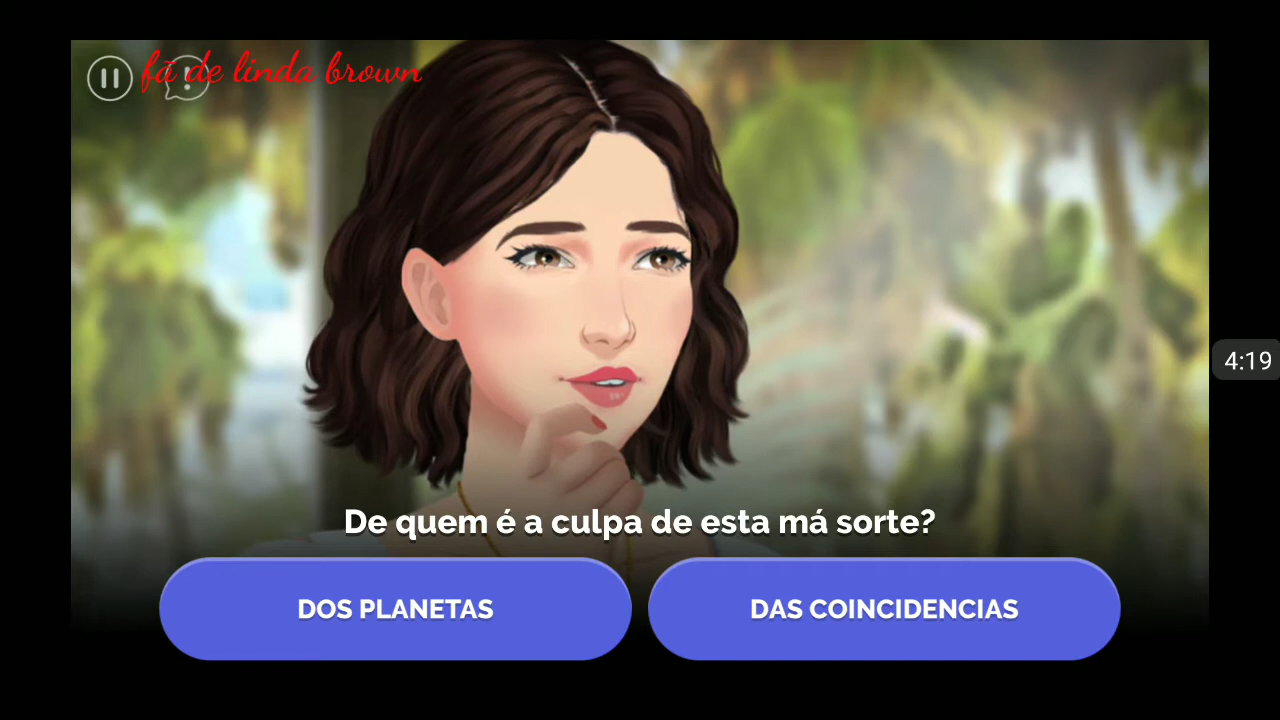 fã de linda brown
4:19
De quem é a culpa de esta má sorte?
DOS PLANETAS
DAS COINCIDENCIAS